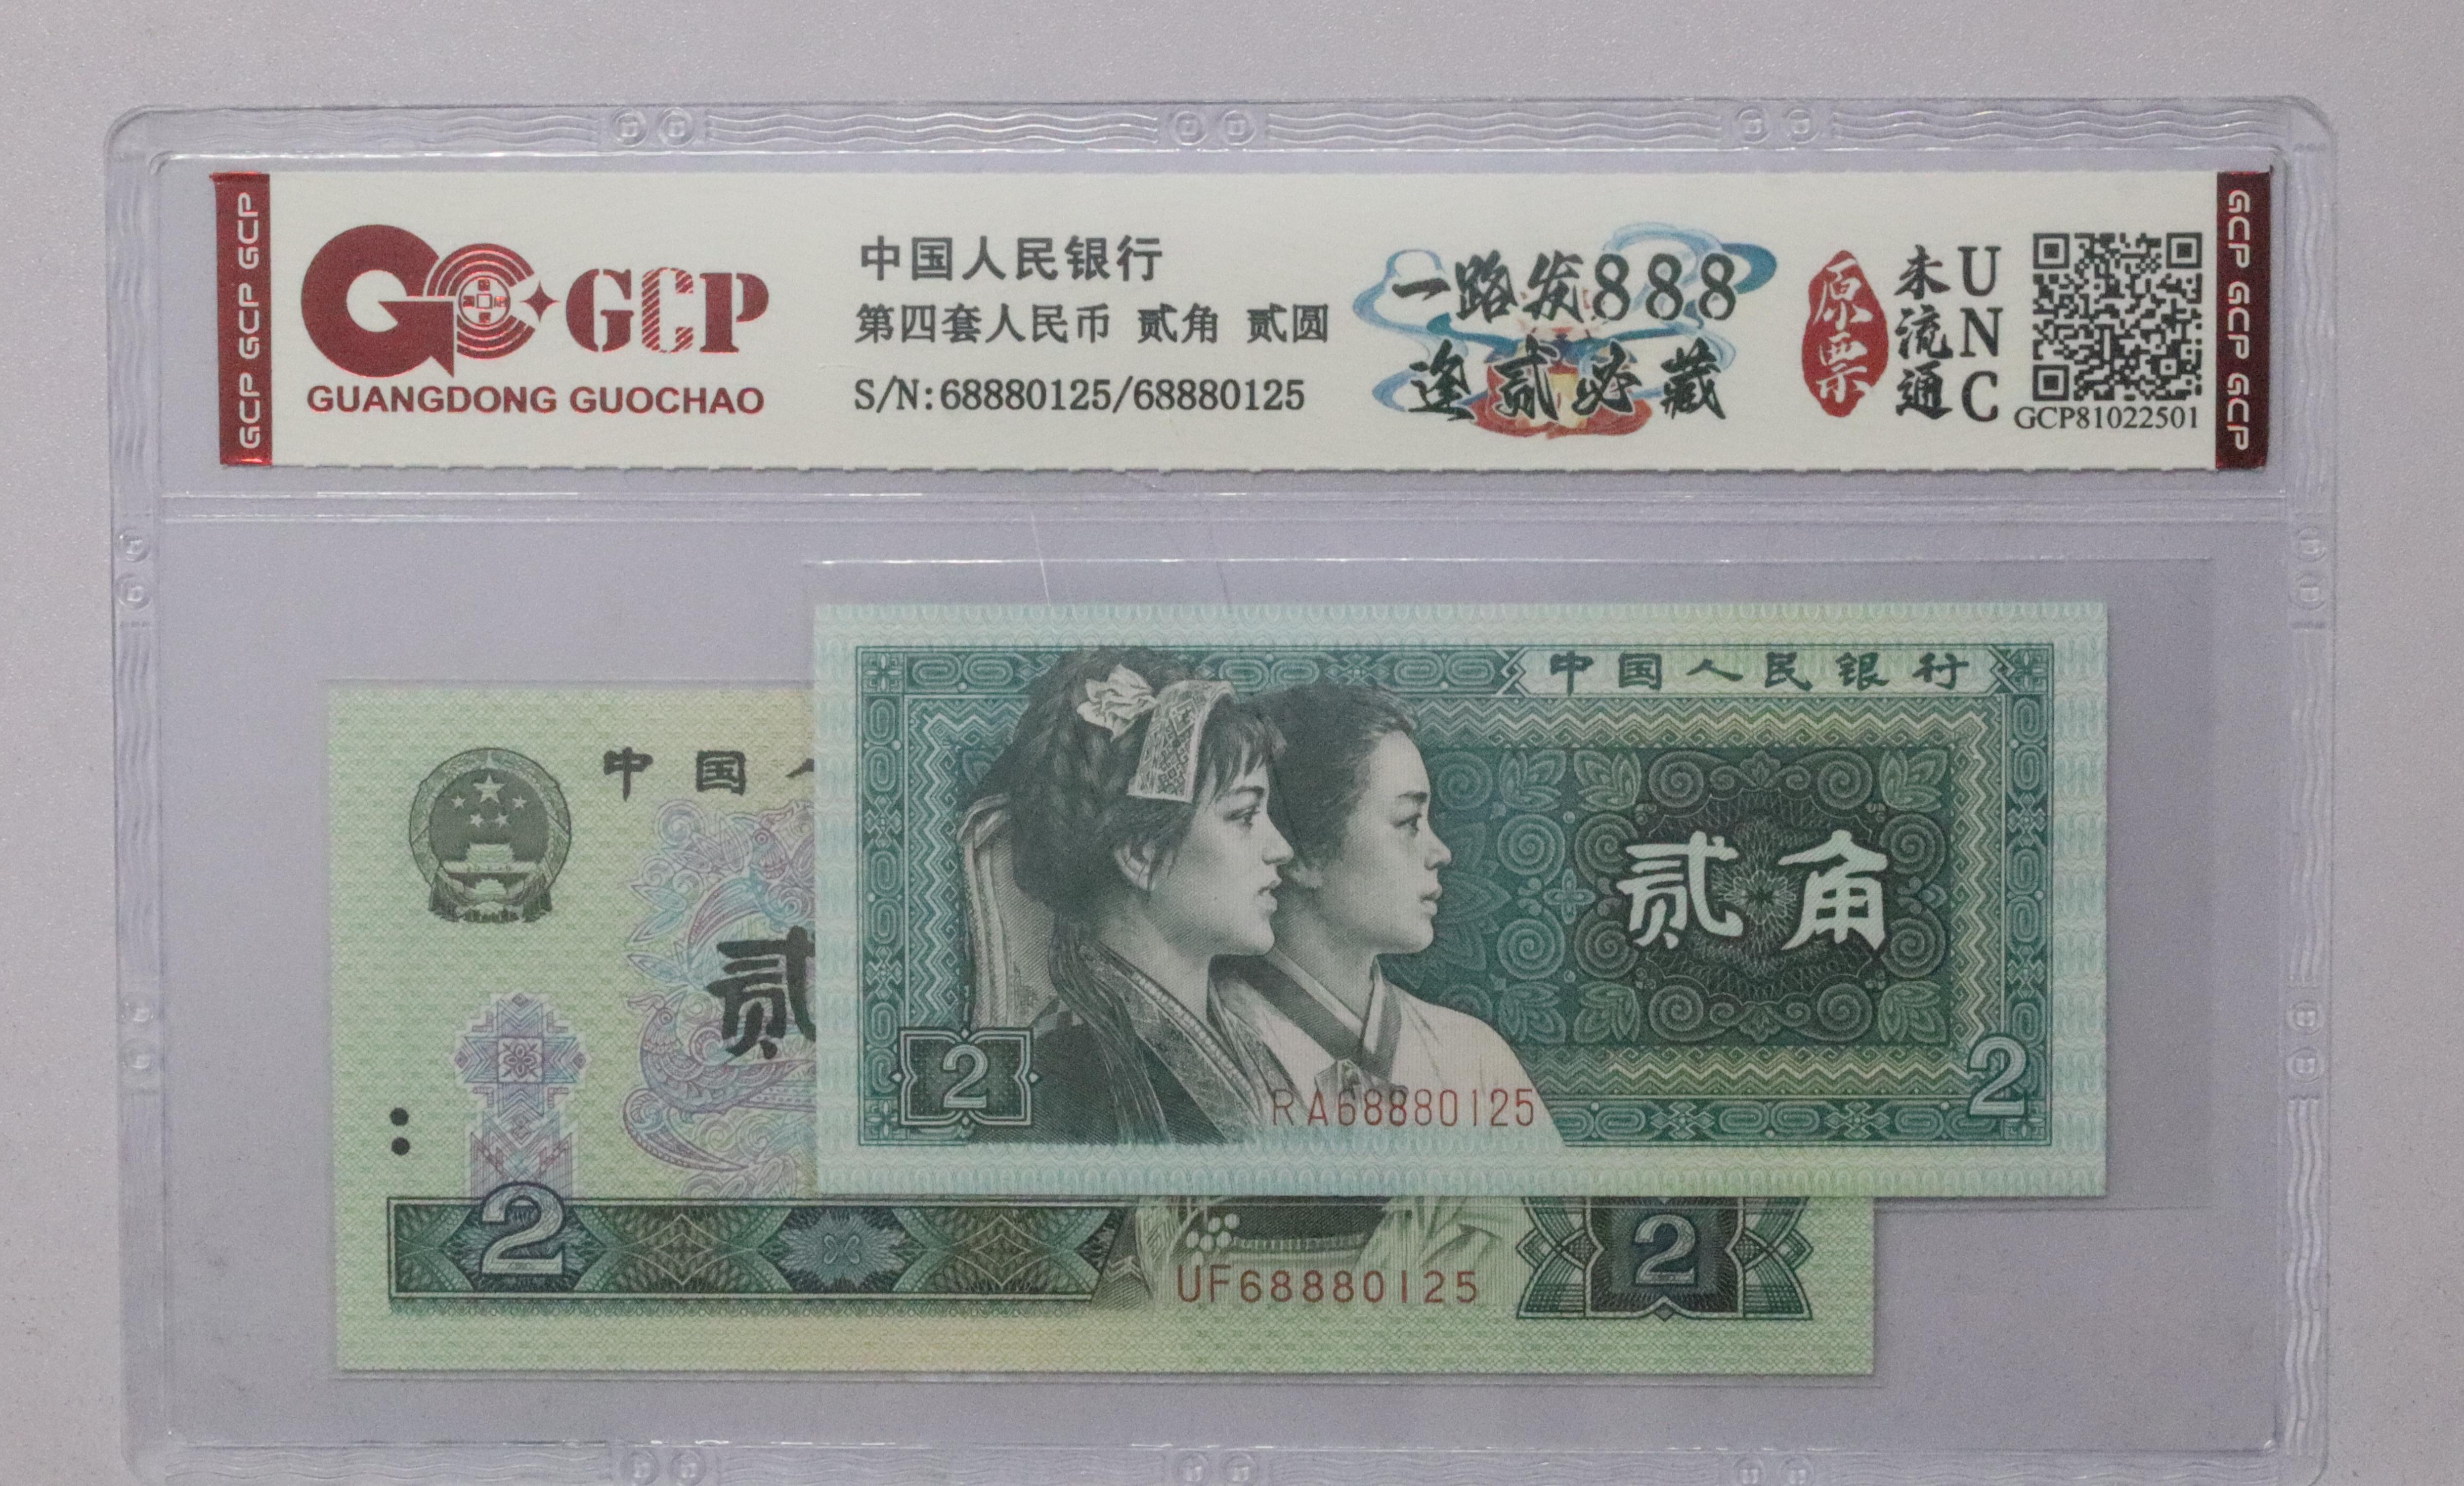 GCP GCP GCP
GCP
GUANGDONG GUOCHAO
中国人民银行
第四套人民币 贰角 贰圆
S/N:68880125/68880125
一路发888
逢贰必藏
原票
未流通
UNC
GCP81022501
GCP GCP GCP
中国人民银行
贰角
2
2
RA68880125
中国
贰
2
2
UF68880125